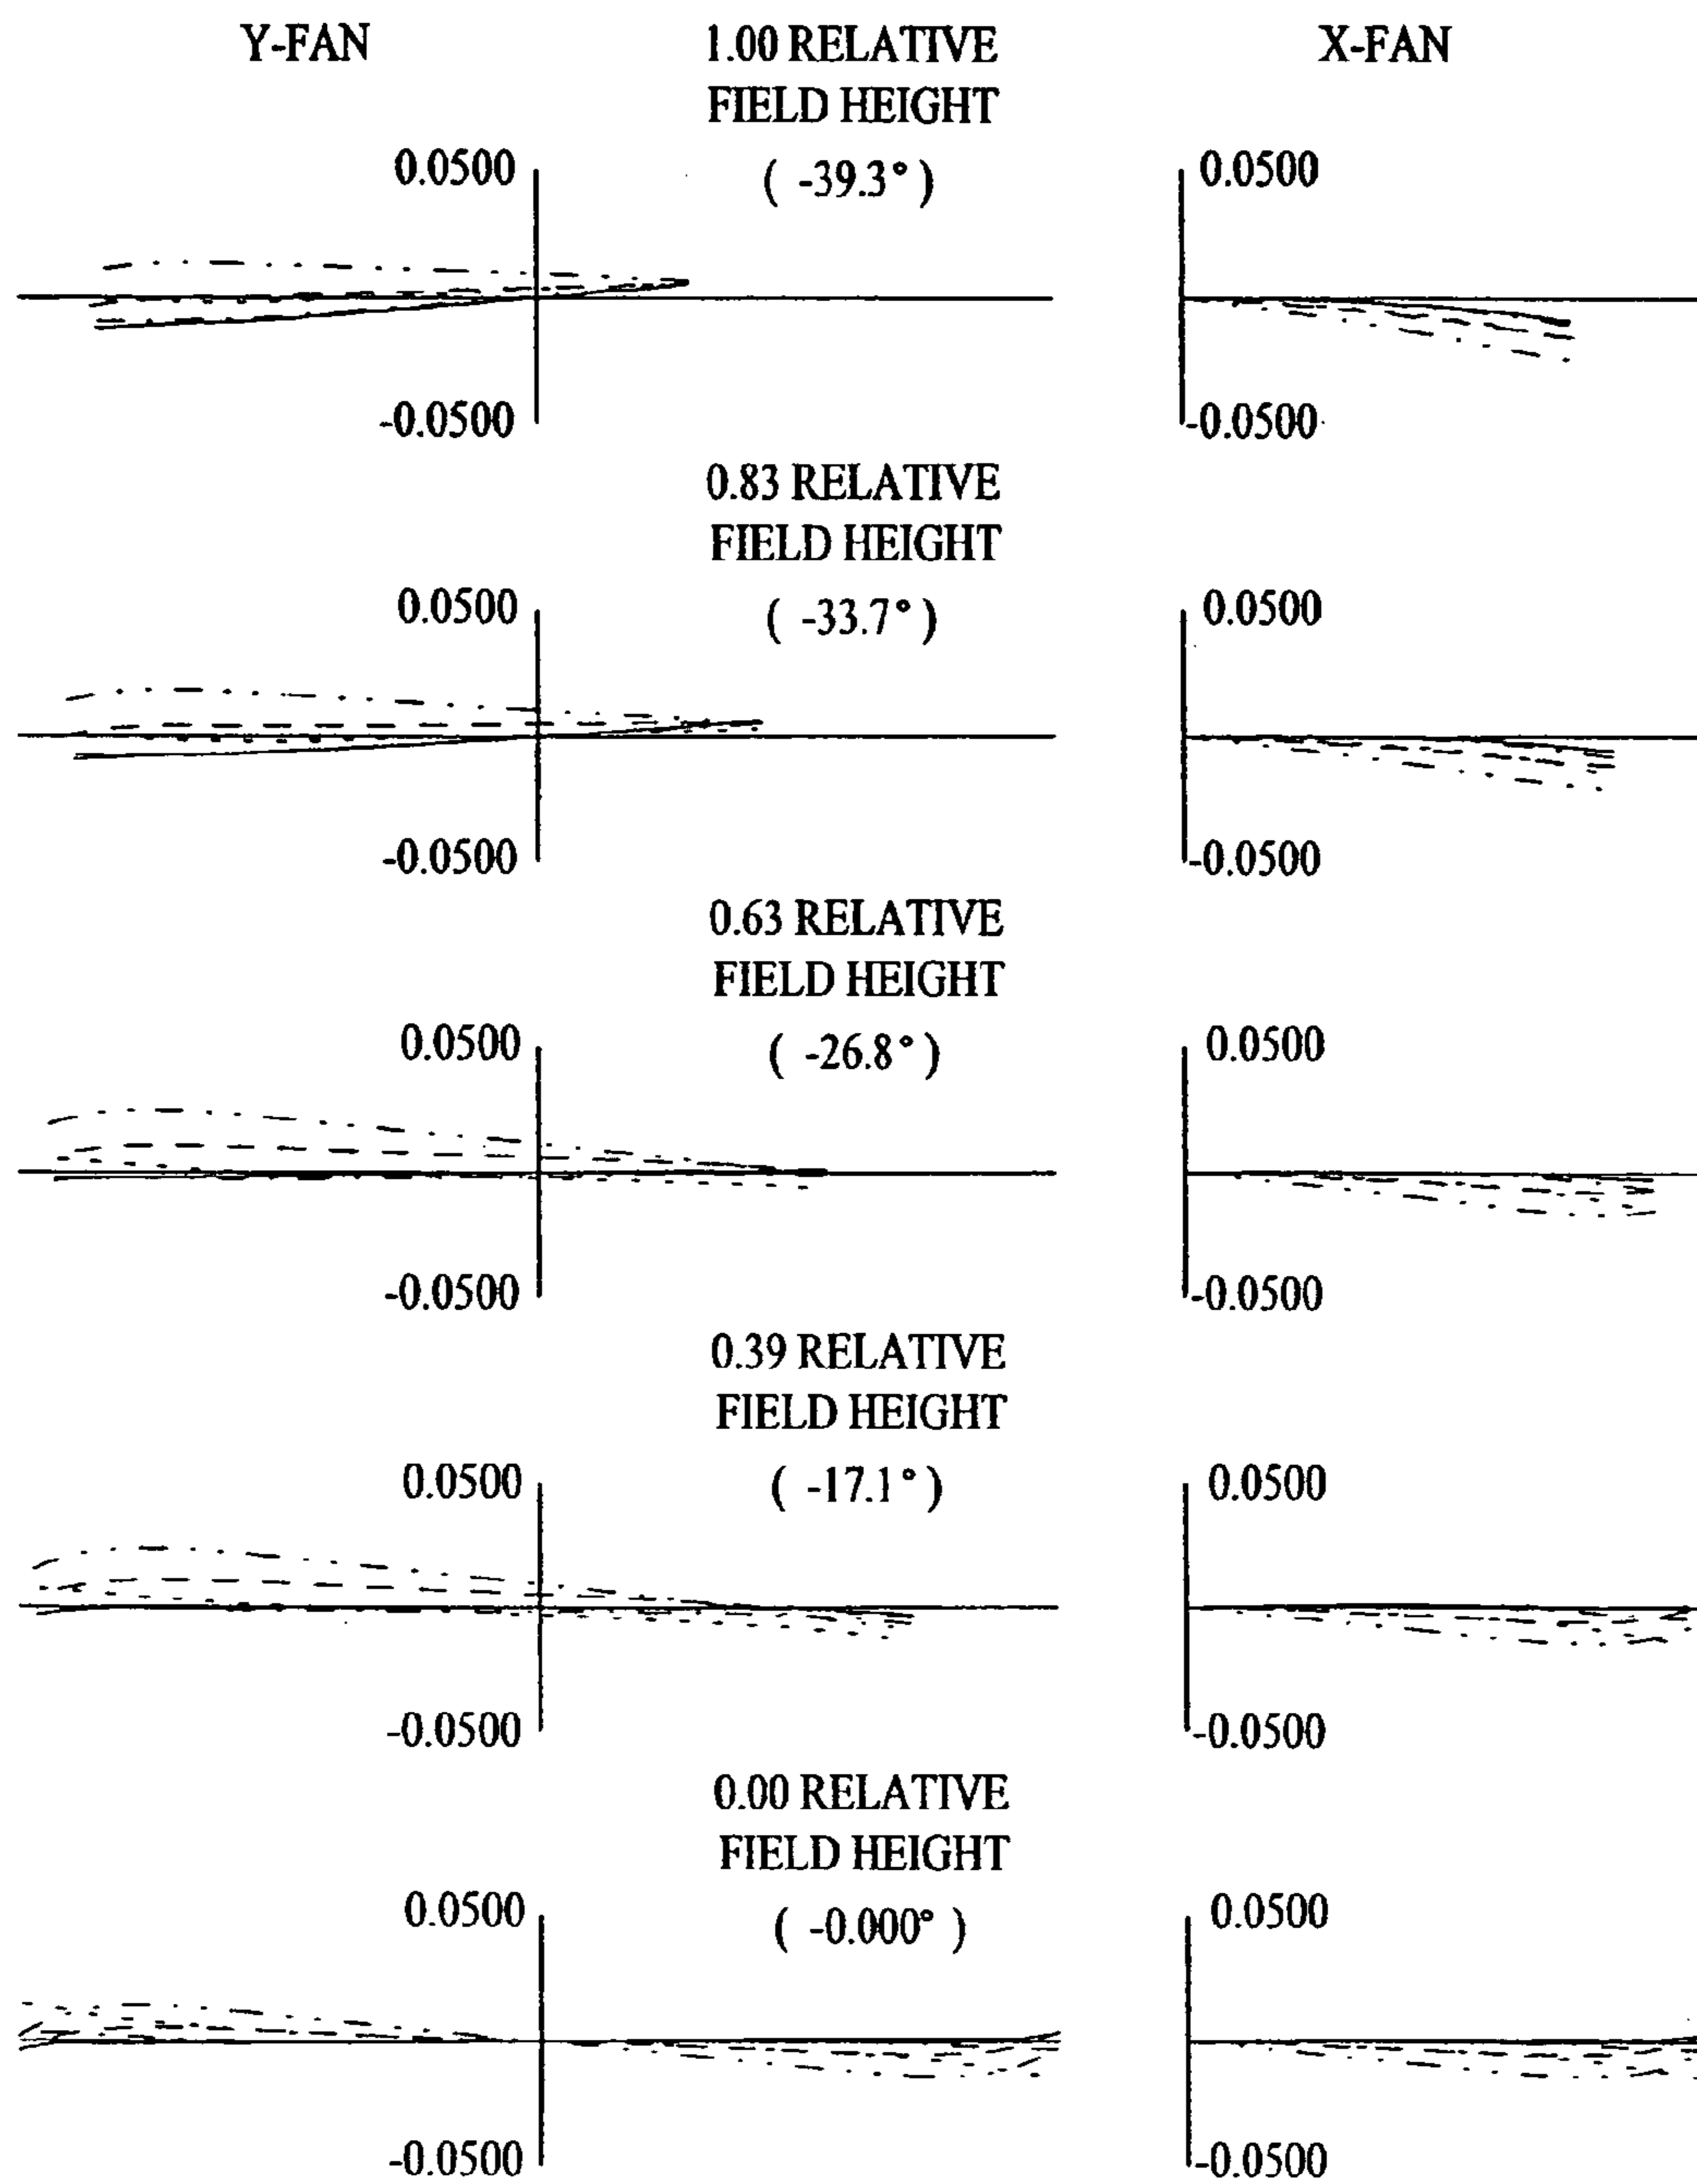 Y-FAN
1.00 RELATIVE
FIELD HEIGHT
( -39.3° )
X-FAN
0.0500
-0.0500
0.0500
-0.0500
0.83 RELATIVE
FIELD HEIGHT
( -33.7° )
0.0500
-0.0500
0.0500
-0.0500
0.63 RELATIVE
FIELD HEIGHT
( -26.8° )
0.0500
-0.0500
0.0500
-0.0500
0.39 RELATIVE
FIELD HEIGHT
( -17.1° )
0.0500
-0.0500
0.0500
-0.0500
0.00 RELATIVE
FIELD HEIGHT
( -0.000° )
0.0500
-0.0500
0.0500
-0.0500